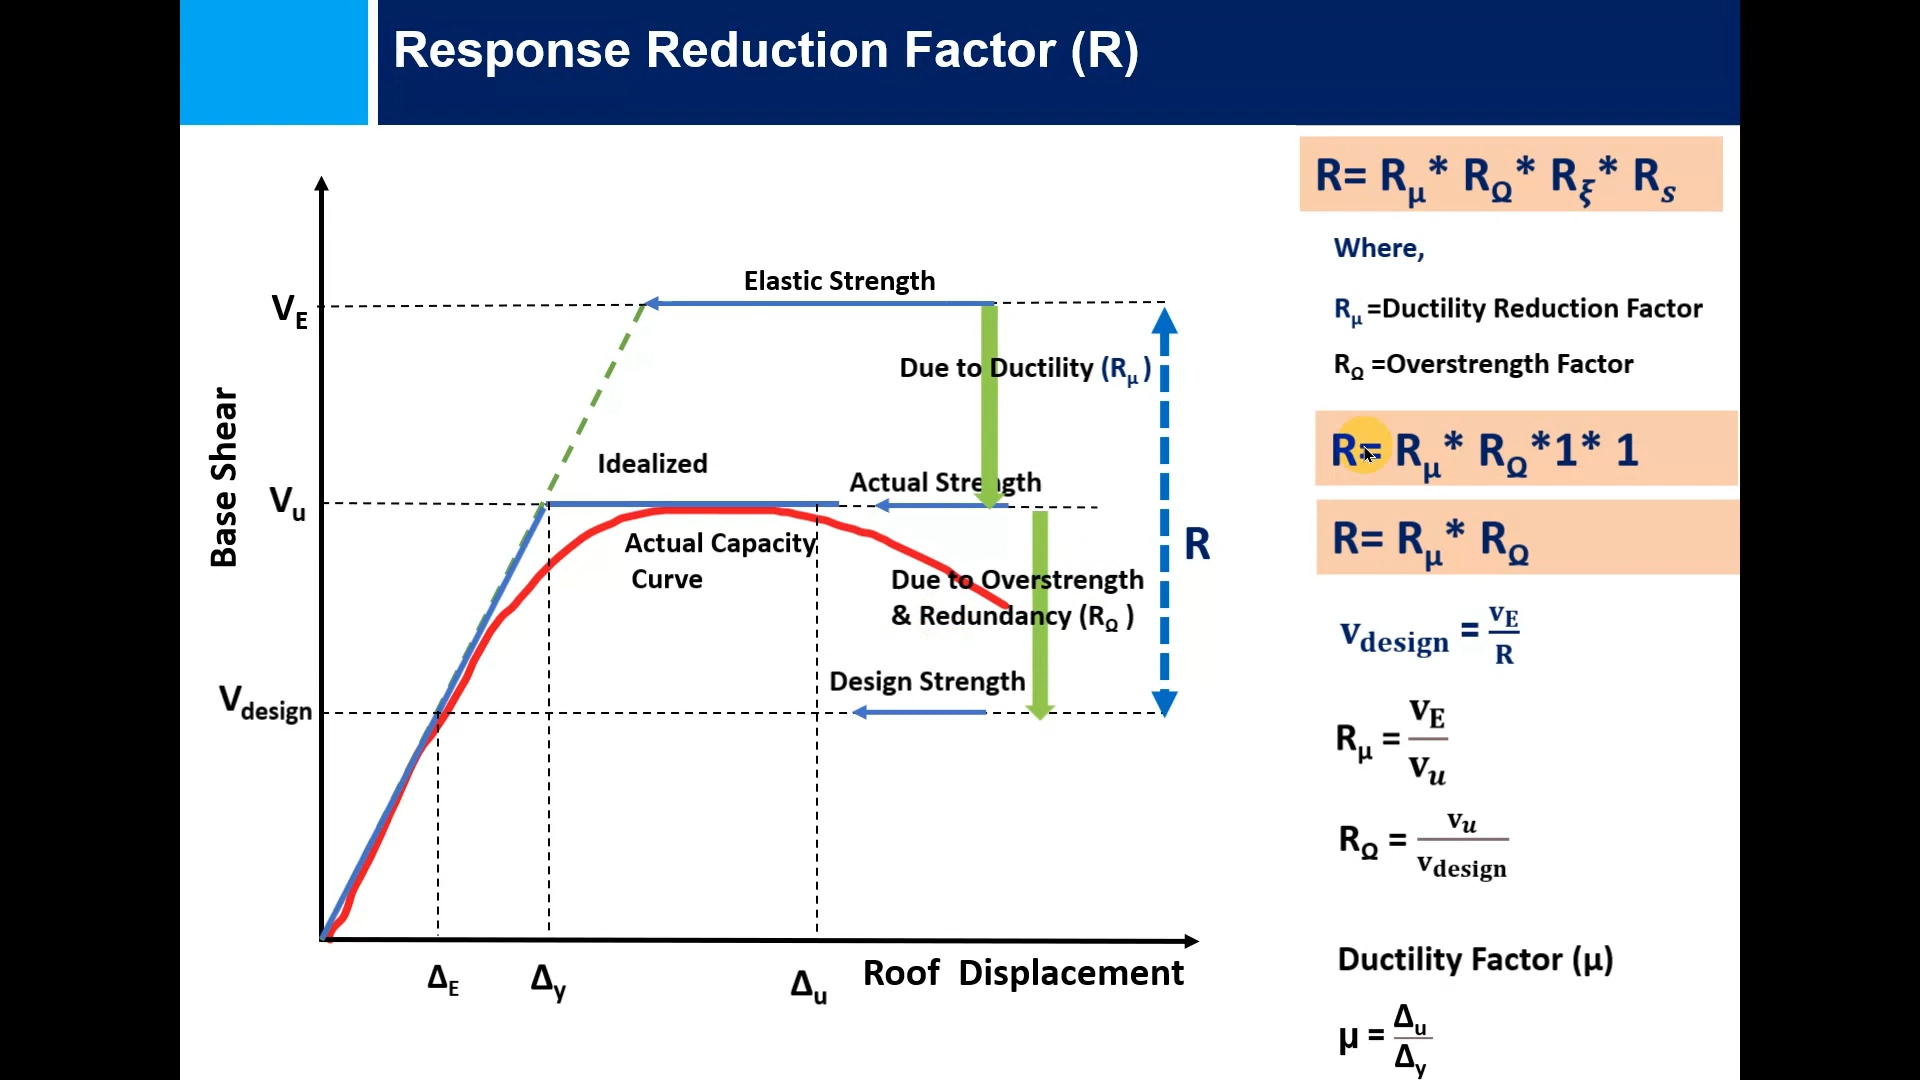 Response Reduction Factor (R)
R= Rμ* RΩ* Rξ* Rs
Where,
Rμ =Ductility Reduction Factor
RΩ =Overstrength Factor
R= Rμ* RΩ*1* 1
R= Rμ* RΩ
vdesign = vE/R
Rμ = vE/vu
RΩ = vu/vdesign
Ductility Factor (μ)
μ = Δu/Δy
Base Shear
VE
Vu
Vdesign
Elastic Strength
Due to Ductility (Rμ )
Idealized
Actual Strength
Actual Capacity
Curve
Due to Overstrength
& Redundancy (RΩ )
R
Design Strength
ΔE
Δy
Δu
Roof Displacement